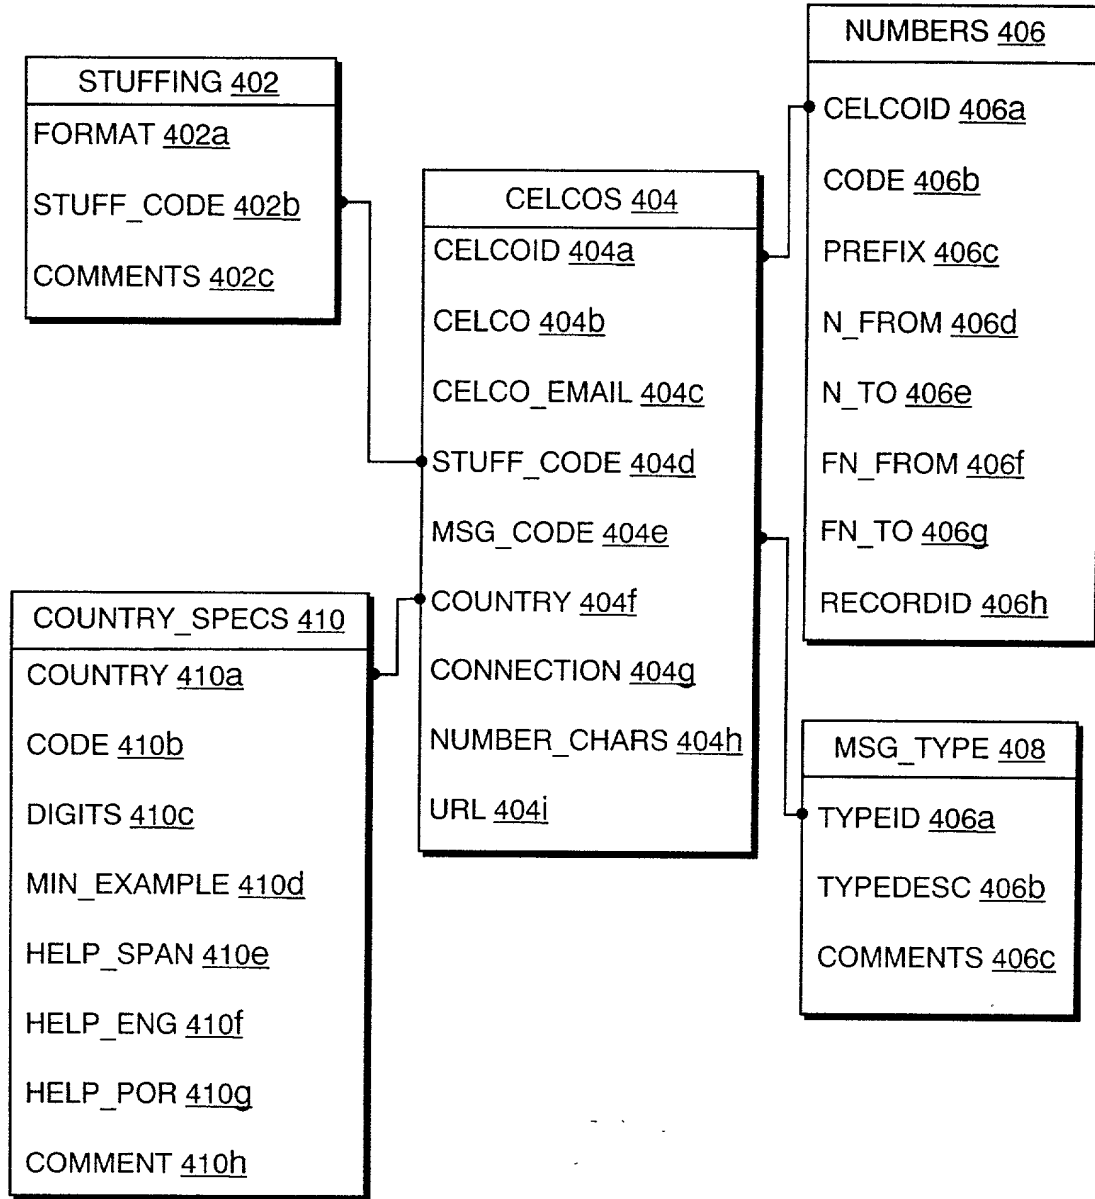 STUFFING 402
FORMAT 402a
STUFF_CODE 402b
COMMENTS 402c
CELCOS 404
CELCOID 404a
CELCO 404b
CELCO_EMAIL 404c
STUFF_CODE 404d
MSG_CODE 404e
COUNTRY 404f
CONNECTION 404g
NUMBER_CHARS 404h
URL 404i
NUMBERS 406
CELCOID 406a
CODE 406b
PREFIX 406c
N_FROM 406d
N_TO 406e
FN_FROM 406f
FN_TO 406g
RECORDID 406h
COUNTRY_SPECS 410
COUNTRY 410a
CODE 410b
DIGITS 410c
MIN_EXAMPLE 410d
HELP_SPAN 410e
HELP_ENG 410f
HELP_POR 410g
COMMENT 410h
MSG_TYPE 408
TYPEID 406a
TYPEDESC 406b
COMMENTS 406c